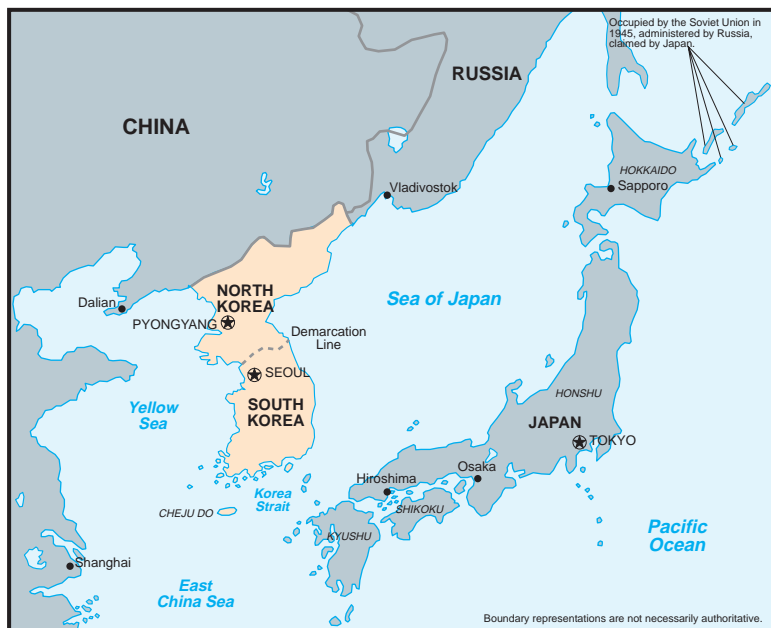 Occupied by the Soviet Union in
1945, administered by Russia,
claimed by Japan.
RUSSIA
CHINA
HOKKAIDO
Sapporo
Vladivostok
Sea of Japan
NORTH
KOREA
Dalian
PYONGYANG
Demarcation
Line
SEOUL
HONSHU
Yellow
Sea
SOUTH
KOREA
JAPAN
TOKYO
Osaka
Hiroshima
Korea
Strait
SHIKOKU
CHEJU DO
KYUSHU
Pacific
Ocean
Shanghai
East
China Sea
Boundary representations are not necessarily authoritative.